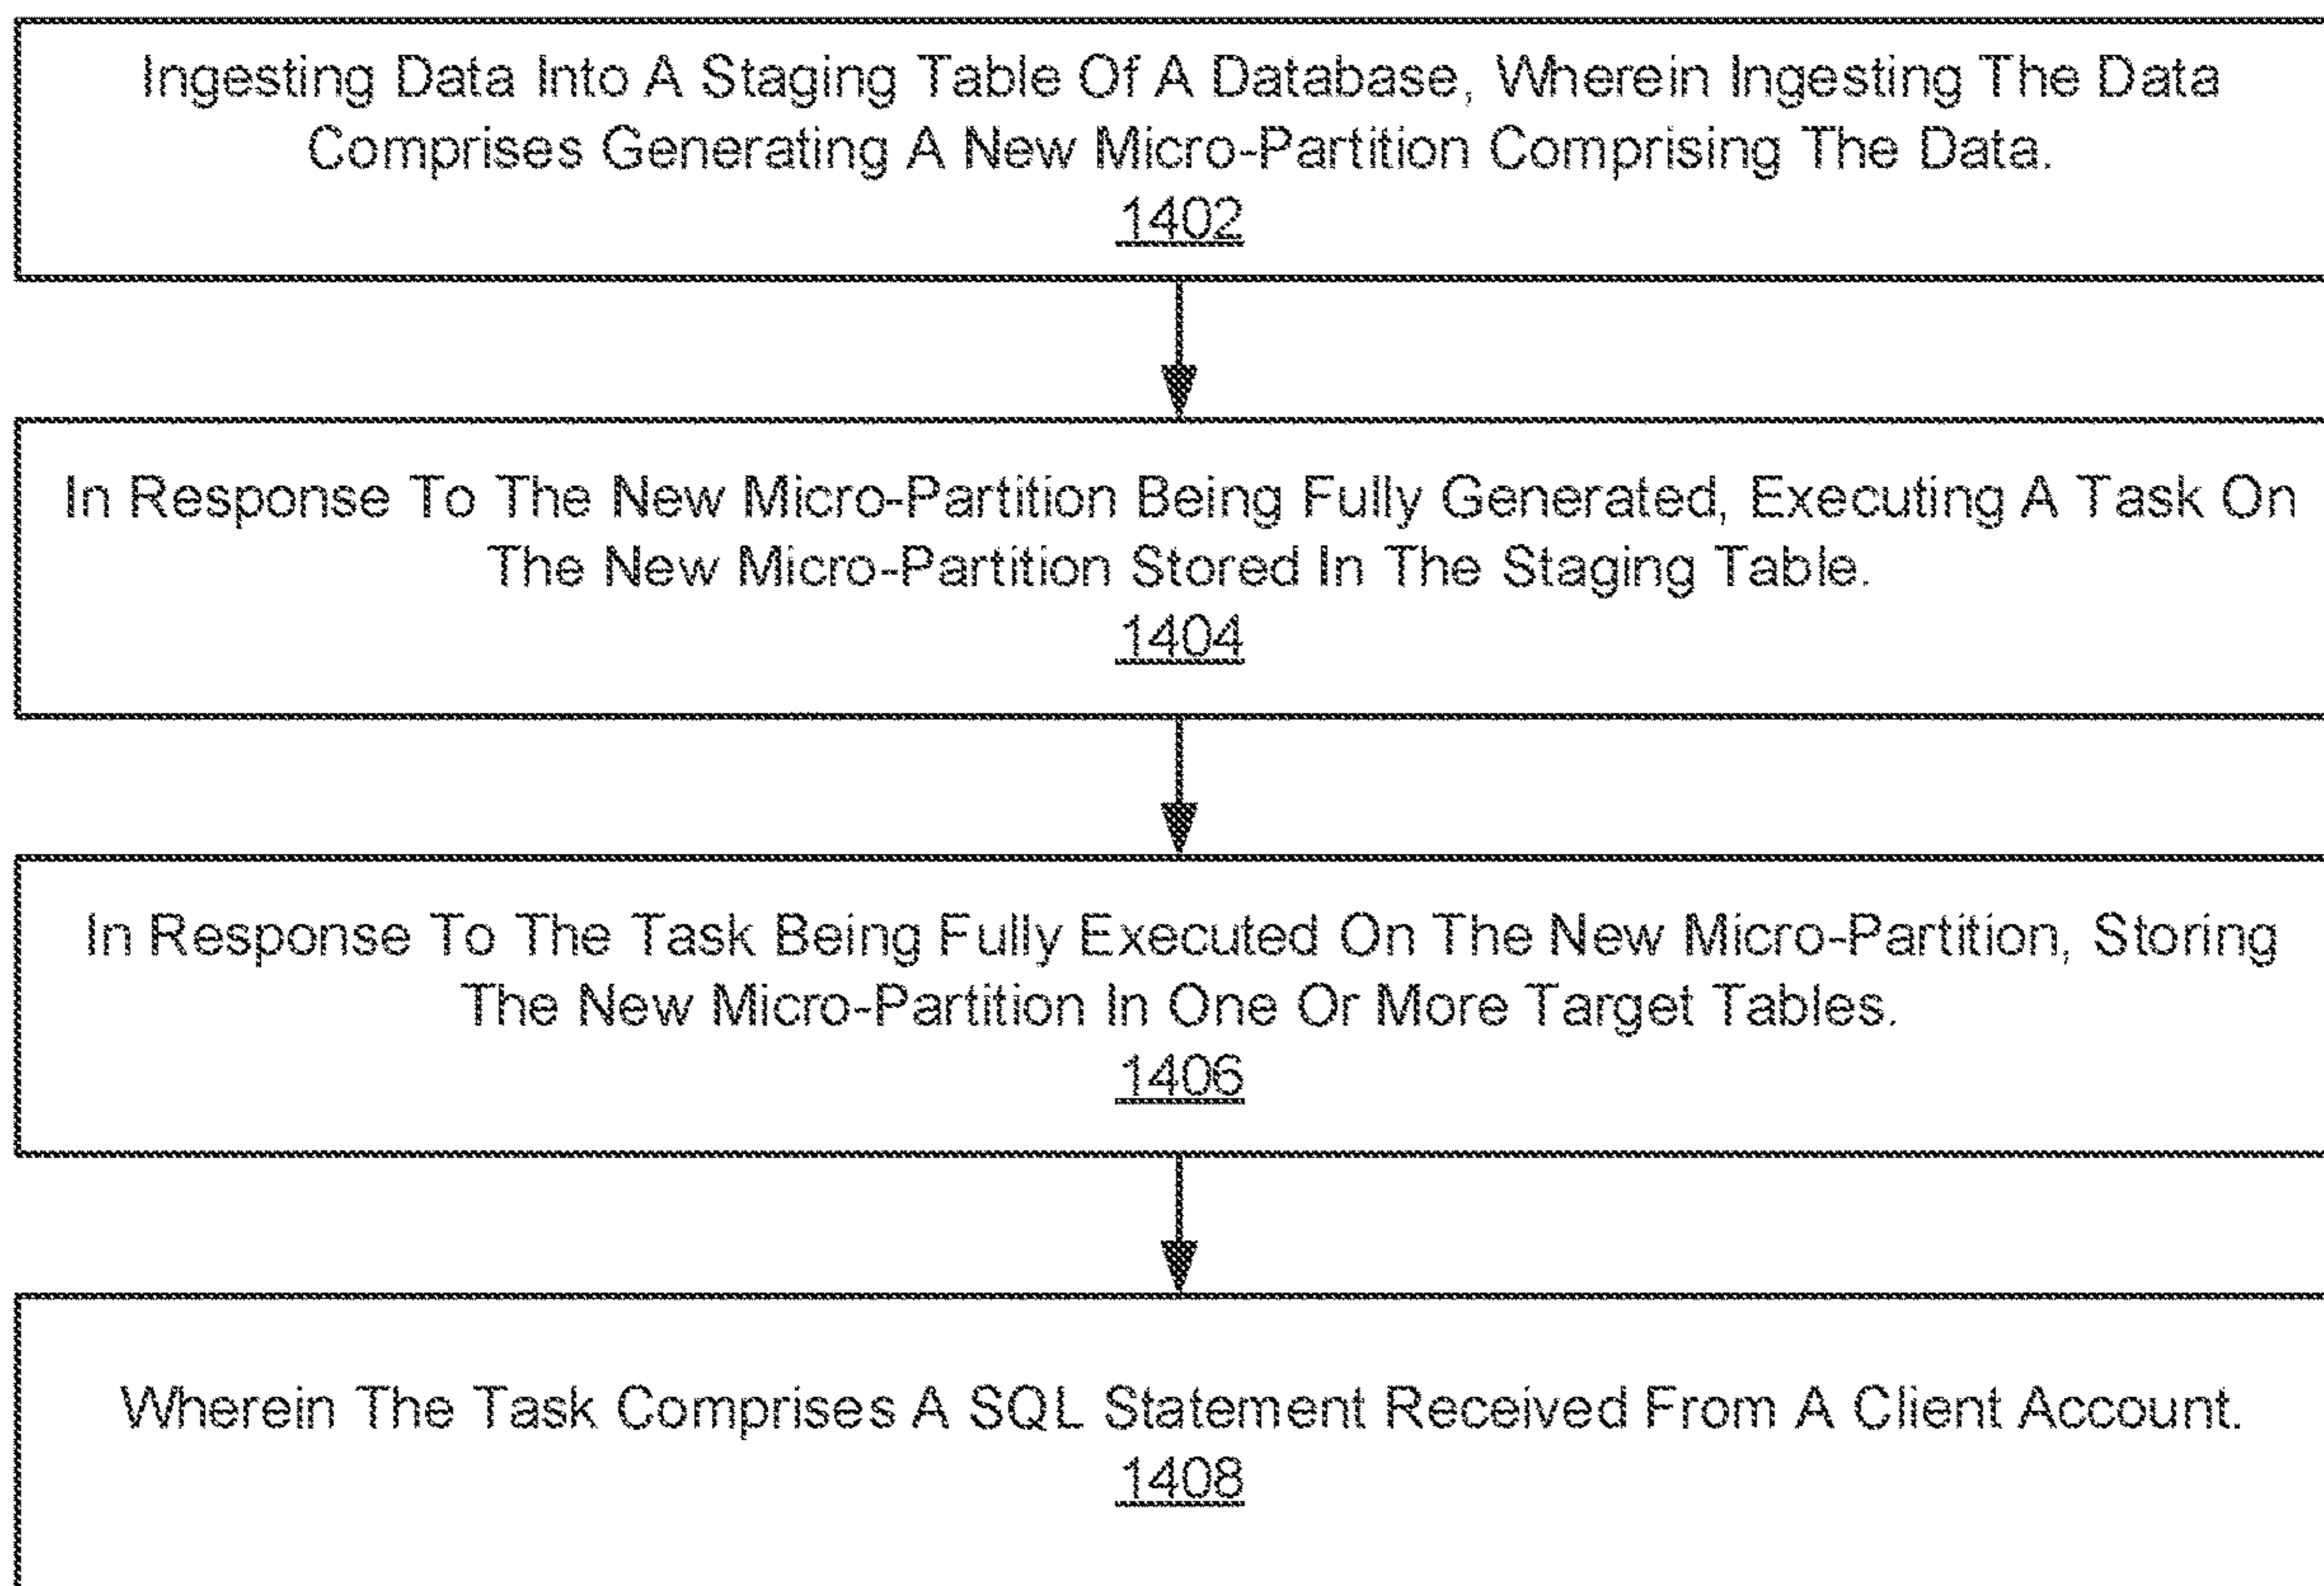 Ingesting Data Into A Staging Table Of A Database, Wherein Ingesting The Data
Comprises Generating A New Micro-Partition Comprising The Data.
1402
In Response To The New Micro-Partition Being Fully Generated, Executing A Task On
The New Micro-Partition Stored In The Staging Table.
1404
In Response To The Task Being Fully Executed On The New Micro-Partition, Storing
The New Micro-Partition In One Or More Target Tables.
1406
Wherein The Task Comprises A SQL Statement Received From A Client Account.
1408